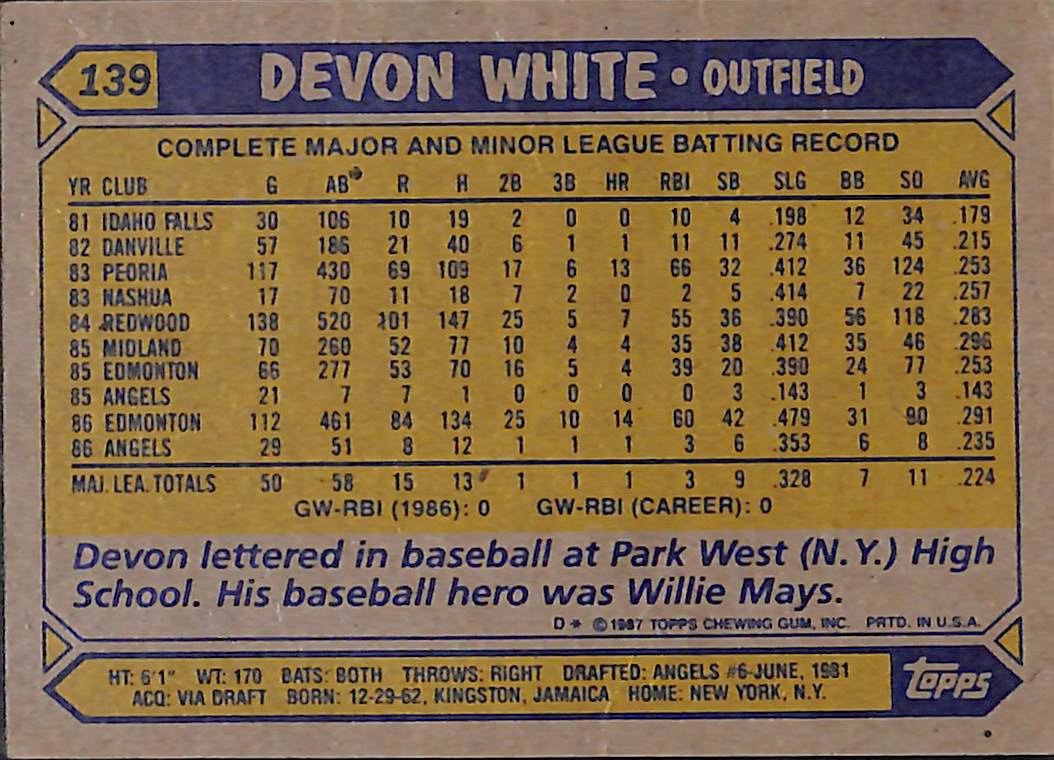 139 DEVON WHITE • OUTFIELD
COMPLETE MAJOR AND MINOR LEAGUE BATTING RECORD
YR CLUB G AB R H 2B 3B HR RBI SB SLG BB SO AVG
81 IDAHO FALLS 30 106 10 19 2 0 0 10 4 .198 12 34 .179
82 DANVILLE 57 186 21 40 6 1 1 11 11 .274 11 45 .215
83 PEORIA 117 430 69 109 17 6 13 66 32 .412 36 124 .253
83 NASHUA 17 70 11 18 7 2 0 2 5 .414 7 22 .257
84 REDWOOD 138 520 101 147 25 5 7 55 36 .390 56 118 .283
85 MIDLAND 70 260 52 77 10 4 4 35 38 .412 35 46 .296
85 EDMONTON 66 277 53 70 16 5 4 39 20 .390 24 77 .253
85 ANGELS 21 7 7 1 0 0 0 0 3 .143 1 3 .143
86 EDMONTON 112 461 84 134 25 10 14 60 42 .479 31 90 .291
86 ANGELS 29 51 8 12 1 1 1 3 6 .353 6 8 .235
MAJ. LEA. TOTALS 50 58 15 13 1 1 1 3 9 .328 7 11 .224
GW-RBI (1986): 0 GW-RBI (CAREER): 0
Devon lettered in baseball at Park West (N.Y.) High
School. His baseball hero was Willie Mays.
D* © 1987 TOPPS CHEWING GUM, INC. PRTD. IN U.S.A.
HT: 6'1" WT: 170 BATS: BOTH THROWS: RIGHT DRAFTED: ANGELS #6-JUNE, 1981
ACQ: VIA DRAFT BORN: 12-29-62, KINGSTON, JAMAICA HOME: NEW YORK, N.Y.
Topps